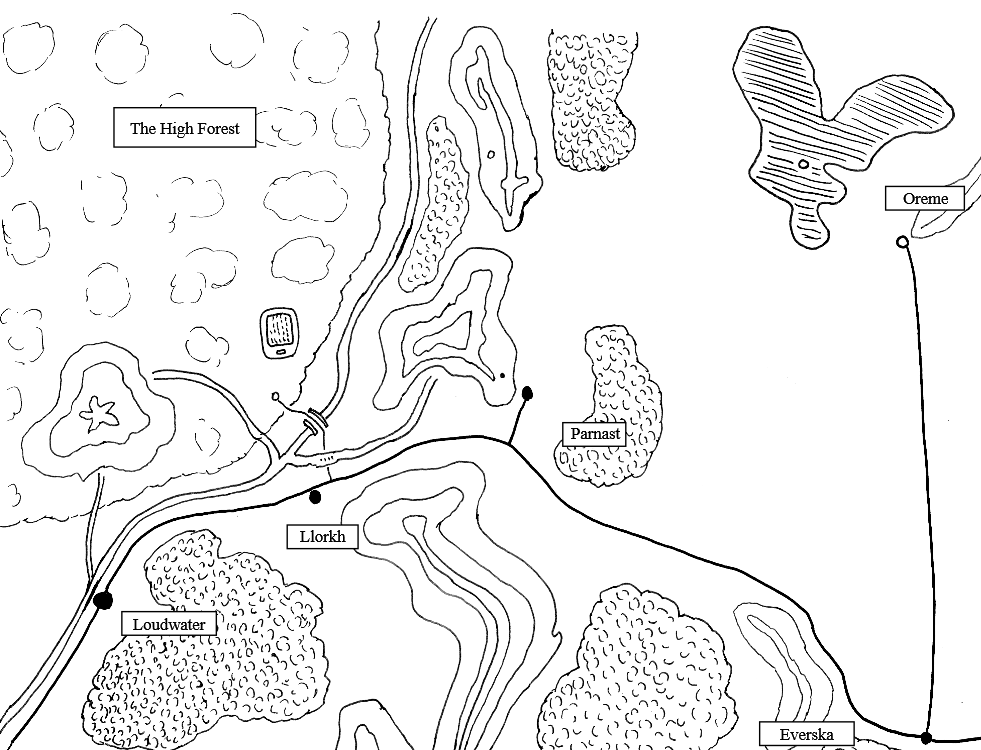 The High Forest
Oreme
Parnast
Llorkh
Loudwater
Everska